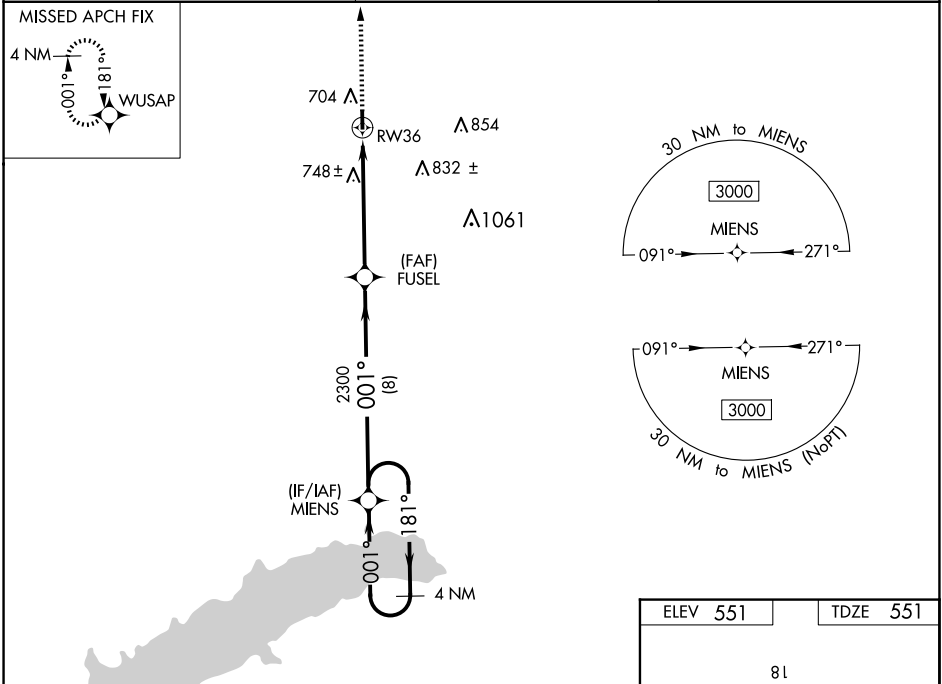 MISSED APCH FIX
4 NM
001°
181°
WUSAP
704
RW36
854
748 ±
832 ±
1061
(FAF)
FUSEL
2300
001°
(8)
(IF/IAF)
MIENS
001°
181°
4 NM
30 NM to MIENS
3000
MIENS
091°
271°
091°
271°
MIENS
3000
30 NM to MIENS (NoPT)
ELEV 551
TDZE 551
18